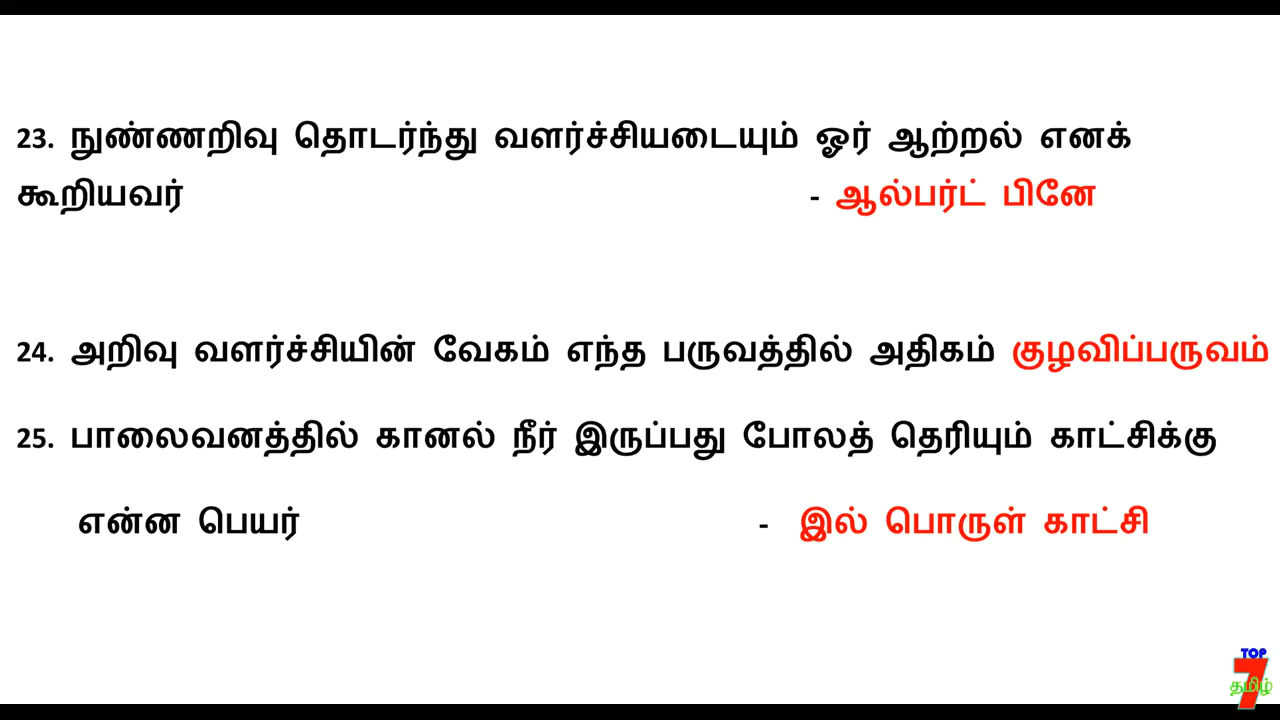 23. நுண்ணறிவு தொடர்ந்து வளர்ச்சியடையும் ஓர் ஆற்றல் எனக்
கூறியவர் - ஆல்பர்ட் பினே
24. அறிவு வளர்ச்சியின் வேகம் எந்த பருவத்தில் அதிகம் குழவிப்பருவம்
25. பாலைவனத்தில் கானல் நீர் இருப்பது போலத் தெரியும் காட்சிக்கு
என்ன பெயர் - இல் பொருள் காட்சி
TOP
7
தமிழ்